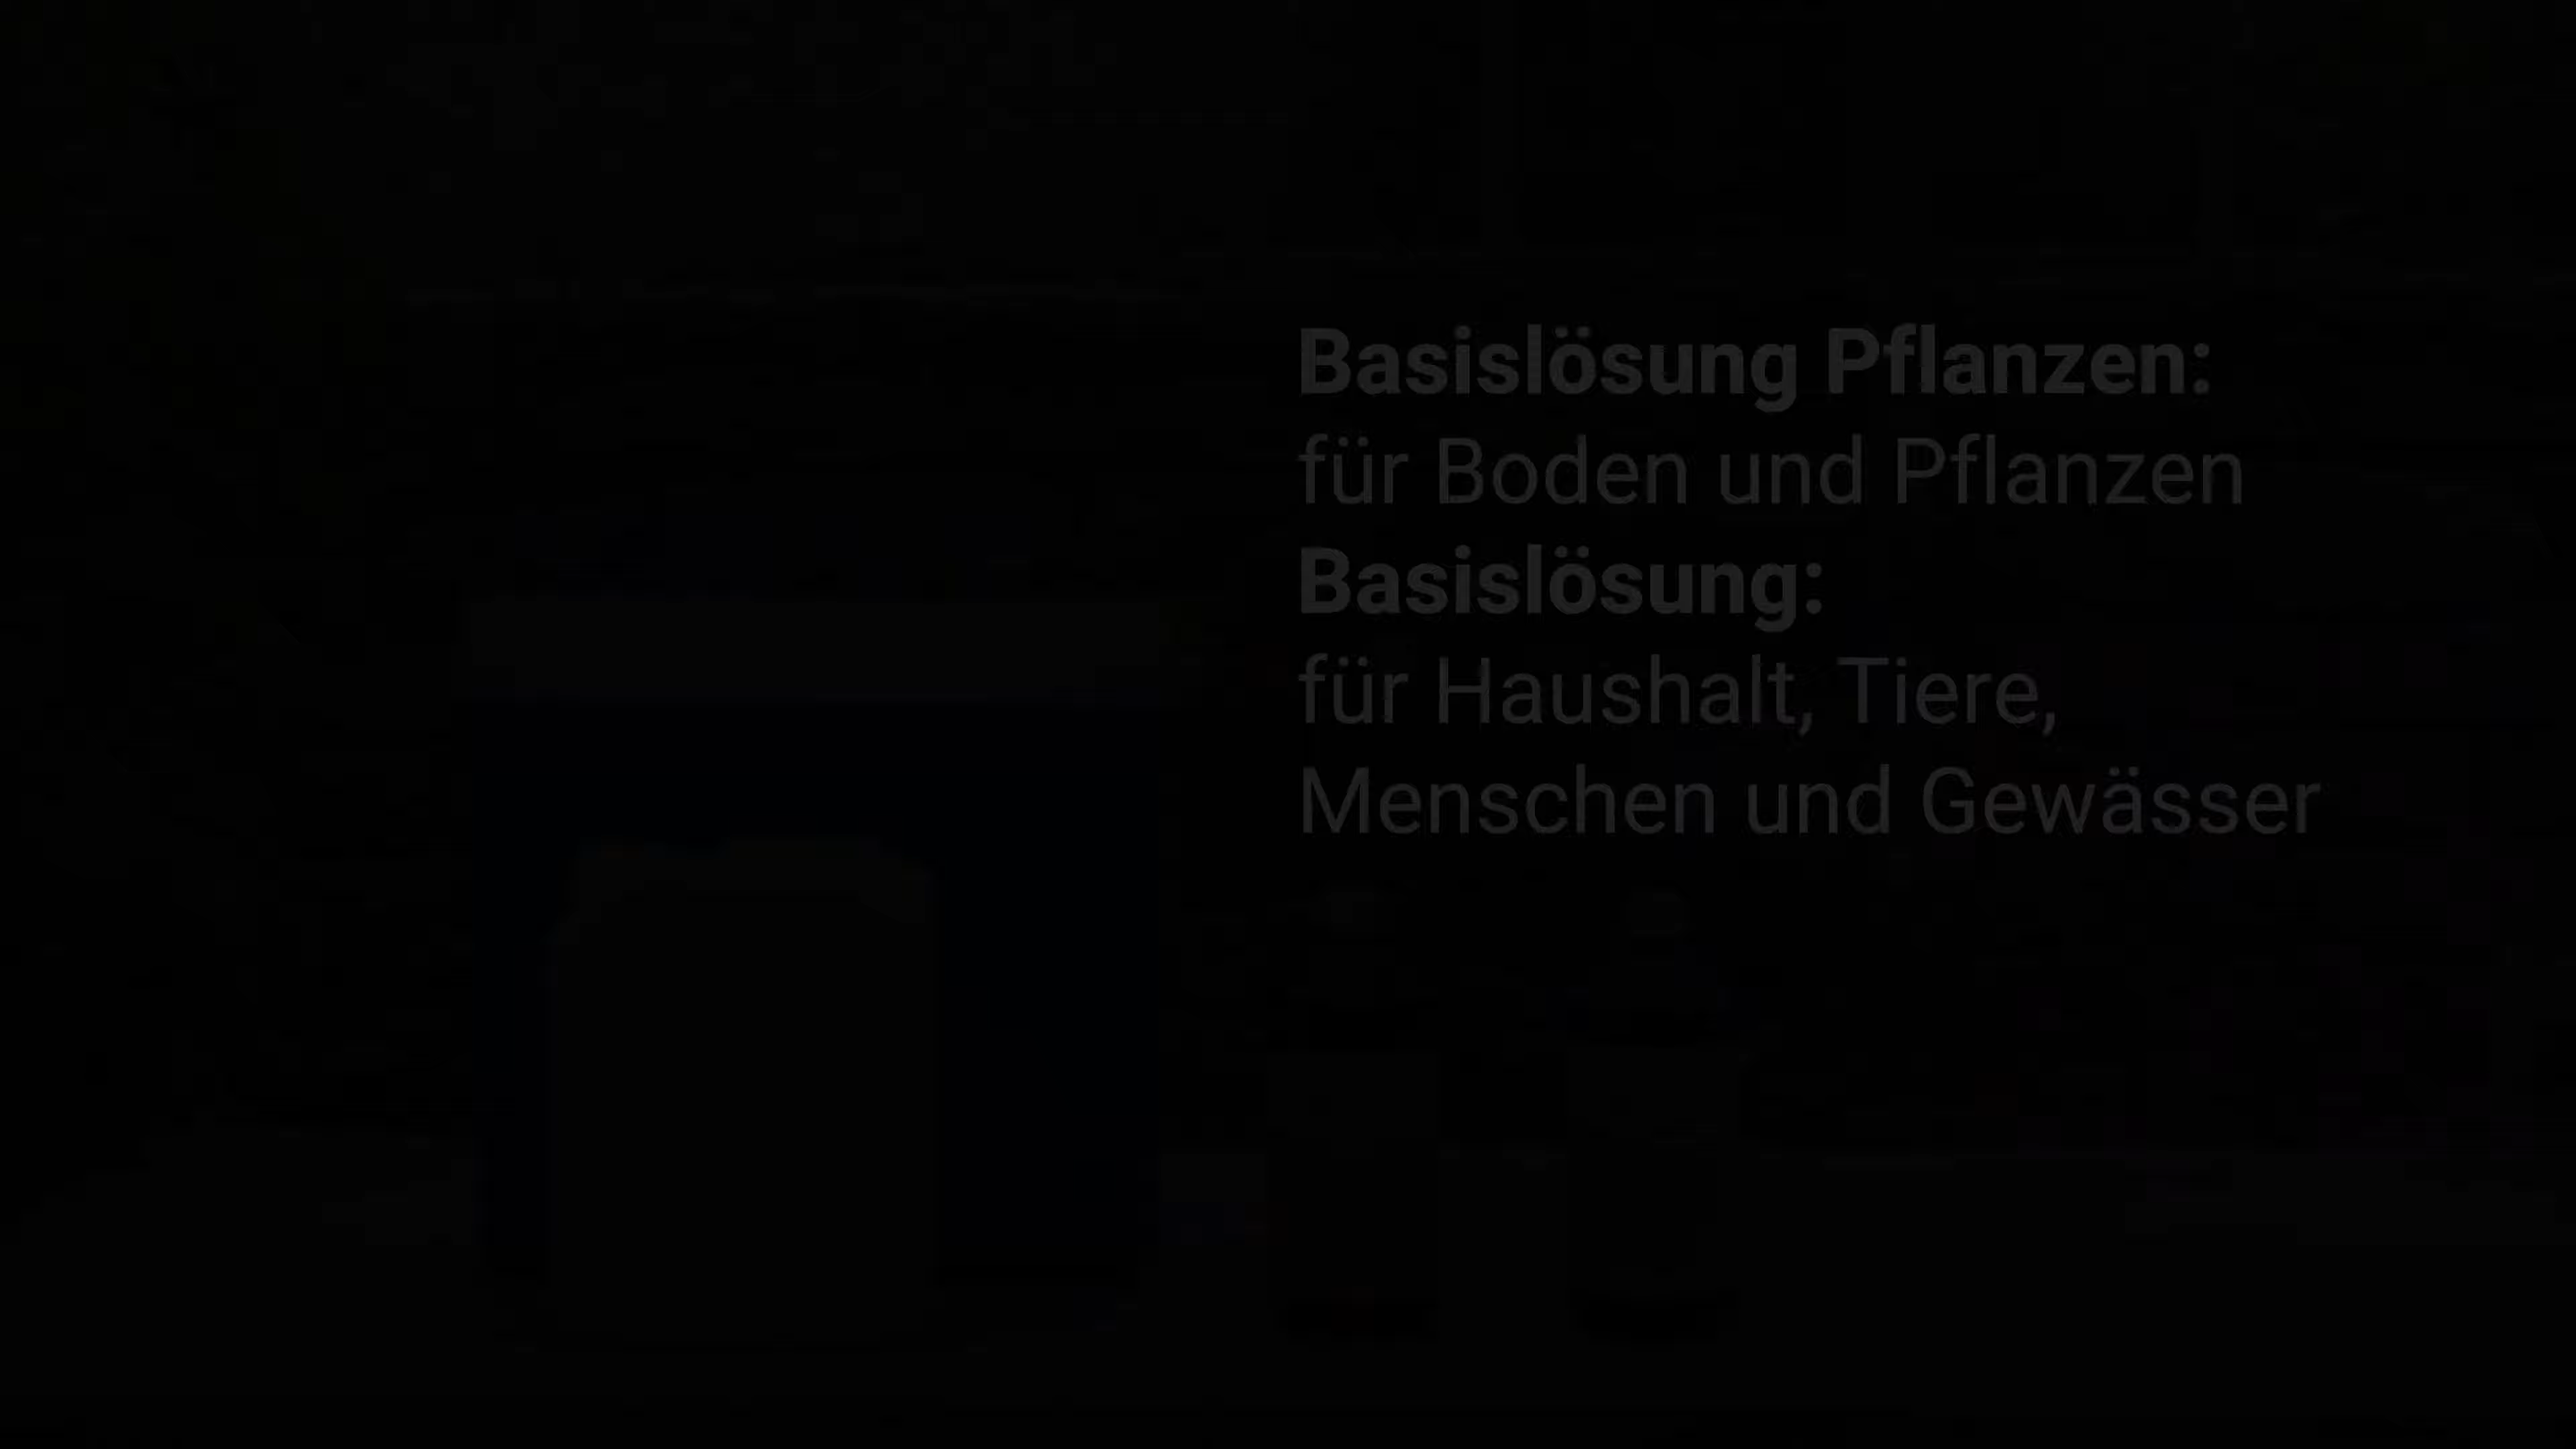 Basislösung Pflanzen:
für Boden und Pflanzen
Basislösung:
für Haushalt, Tiere,
Menschen und Gewässer